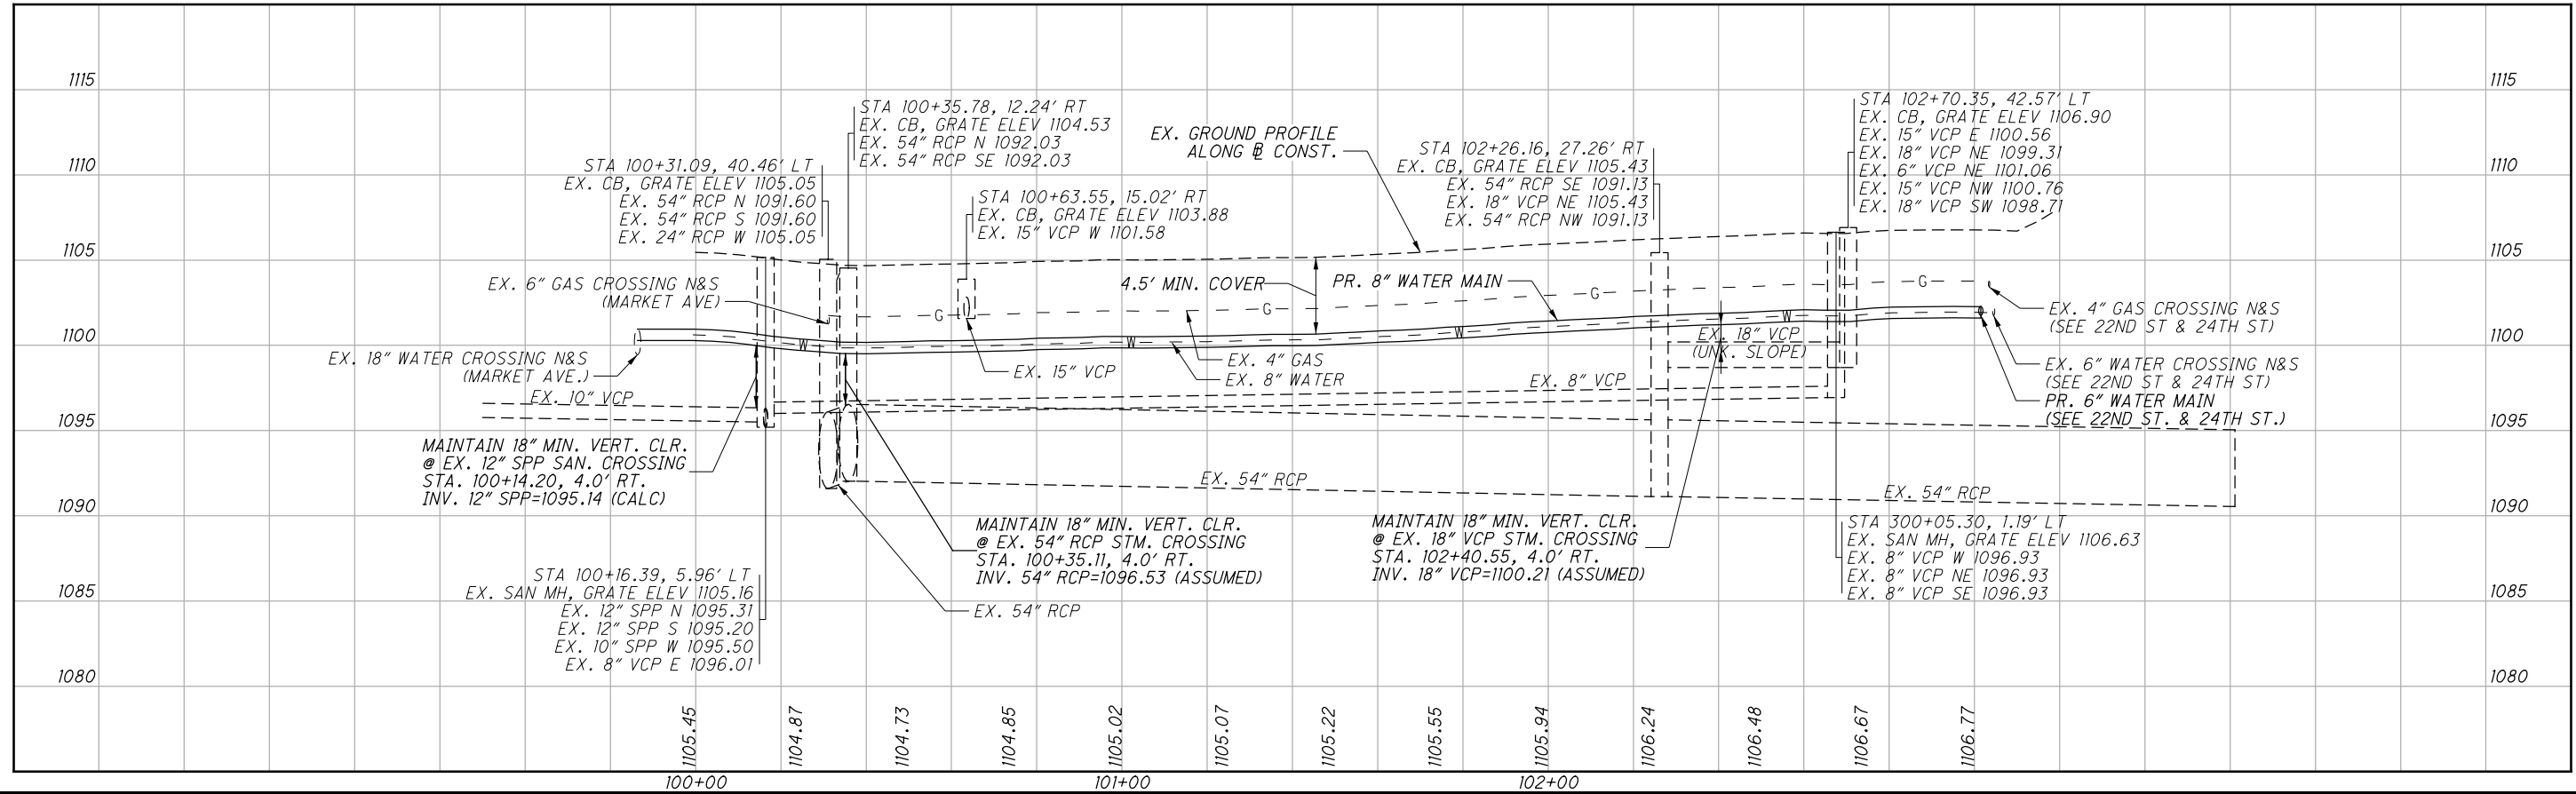 1115
1115
STA 100+35.78, 12.24' RT
EX. CB, GRATE ELEV 1104.53
EX. 54" RCP N 1092.03
EX. 54" RCP SE 1092.03
STA 102+70.35, 42.57' LT
EX. CB, GRATE ELEV 1106.90
EX. 15" VCP E 1100.56
EX. 18" VCP NE 1099.31
EX. 6" VCP NE 1101.06
EX. 15" VCP NW 1100.76
EX. 18" VCP SW 1098.71
EX. GROUND PROFILE
ALONG ⅊ CONST.
STA 102+26.16, 27.26' RT
EX. CB, GRATE ELEV 1105.43
EX. 54" RCP SE 1091.13
EX. 18" VCP NE 1105.43
EX. 54" RCP NW 1091.13
1110
1110
STA 100+31.09, 40.46' LT
EX. CB, GRATE ELEV 1105.05
EX. 54" RCP N 1091.60
EX. 54" RCP S 1091.60
EX. 24" RCP W 1105.05
STA 100+63.55, 15.02' RT
EX. CB, GRATE ELEV 1103.88
EX. 15" VCP W 1101.58
1105
1105
EX. 6" GAS CROSSING N&S
(MARKET AVE)
4.5' MIN. COVER
PR. 8" WATER MAIN
G
G
G
G
EX. 4" GAS CROSSING N&S
(SEE 22ND ST & 24TH ST)
1100
1100
W
W
W
W
EX. 18" VCP
(UNK. SLOPE)
EX. 18" WATER CROSSING N&S
(MARKET AVE.)
EX. 15" VCP
EX. 4" GAS
EX. 8" WATER
EX. 8" VCP
EX. 6" WATER CROSSING N&S
(SEE 22ND ST & 24TH ST)
PR. 6" WATER MAIN
(SEE 22ND ST. & 24TH ST.)
EX. 10" VCP
1095
1095
MAINTAIN 18" MIN. VERT. CLR.
@ EX. 12" SPP SAN. CROSSING
STA. 100+14.20, 4.0' RT.
INV. 12" SPP=1095.14 (CALC)
EX. 54" RCP
EX. 54" RCP
1090
1090
MAINTAIN 18" MIN. VERT. CLR.
@ EX. 54" RCP STM. CROSSING
STA. 100+35.11, 4.0' RT.
INV. 54" RCP=1096.53 (ASSUMED)
MAINTAIN 18" MIN. VERT. CLR.
@ EX. 18" VCP STM. CROSSING
STA. 102+40.55, 4.0' RT.
INV. 18" VCP=1100.21 (ASSUMED)
STA 300+05.30, 1.19' LT
EX. SAN MH, GRATE ELEV 1106.63
EX. 8" VCP W 1096.93
EX. 8" VCP NE 1096.93
EX. 8" VCP SE 1096.93
1085
1085
STA 100+16.39, 5.96' LT
EX. SAN MH, GRATE ELEV 1105.16
EX. 12" SPP N 1095.31
EX. 12" SPP S 1095.20
EX. 10" SPP W 1095.50
EX. 8" VCP E 1096.01
EX. 54" RCP
1080
1080
1105.45
1104.87
1104.73
1104.85
1105.02
1105.07
1105.22
1105.55
1105.94
1106.24
1106.48
1106.67
1106.77
100+00
101+00
102+00